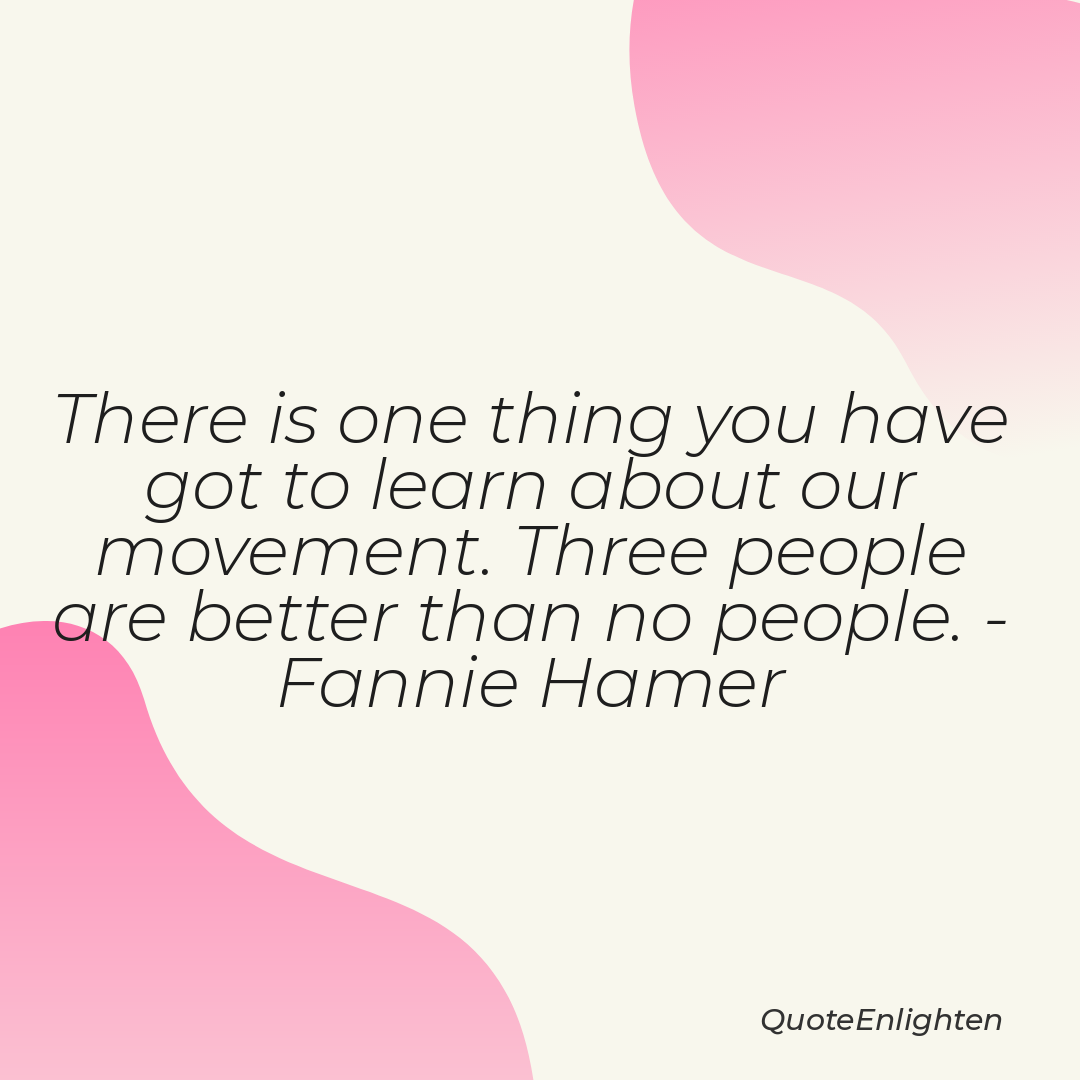 There is one thing you have
got to learn about our
movement. Three people
are better than no people. -
Fannie Hamer
QuoteEnlighten